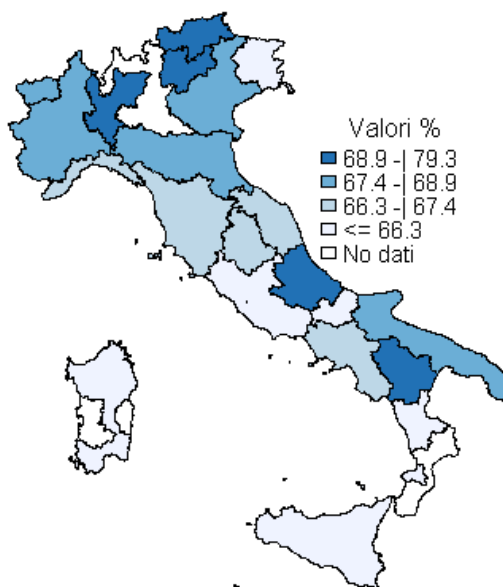 Valori %
68.9 -| 79.3
67.4 -| 68.9
66.3 -| 67.4
<= 66.3
No dati